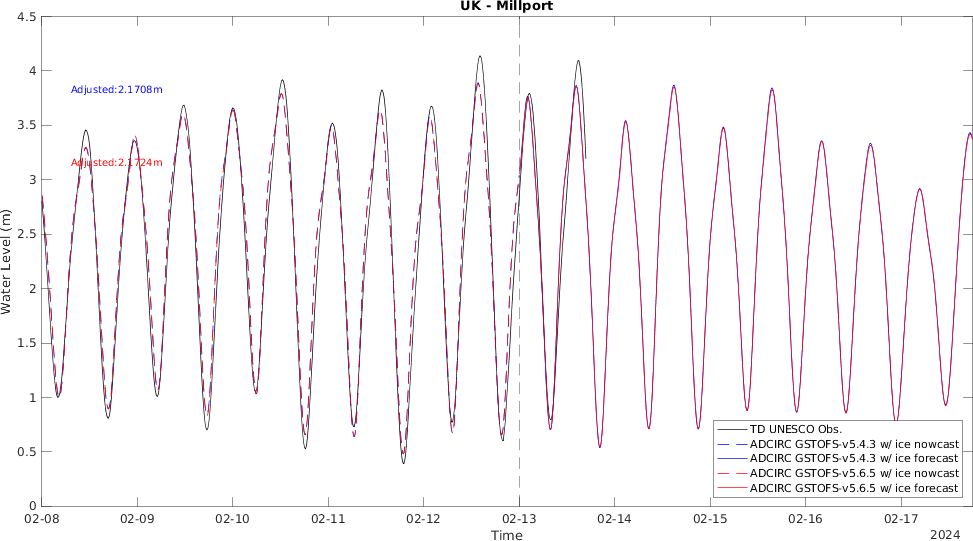 UK - Millport
4.5
4
3.5
3
2.5
2
1.5
1
0.5
0
Water Level (m)
Adjusted:2.1708m
Adjusted:2.1724m
TD UNESCO Obs.
ADCIRC GSTOFS-v5.4.3 w/ ice nowcast
ADCIRC GSTOFS-v5.4.3 w/ ice forecast
ADCIRC GSTOFS-v5.6.5 w/ ice nowcast
ADCIRC GSTOFS-v5.6.5 w/ ice forecast
02-08 02-09 02-10 02-11 02-12 02-13 02-14 02-15 02-16 02-17
Time
2024